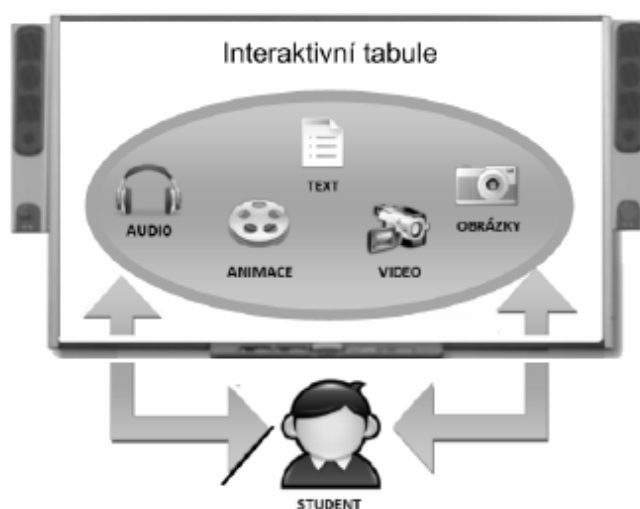 Interaktivní tabule
TEXT
AUDIO
OBRÁZKY
ANIMACE
VIDEO
STUDENT